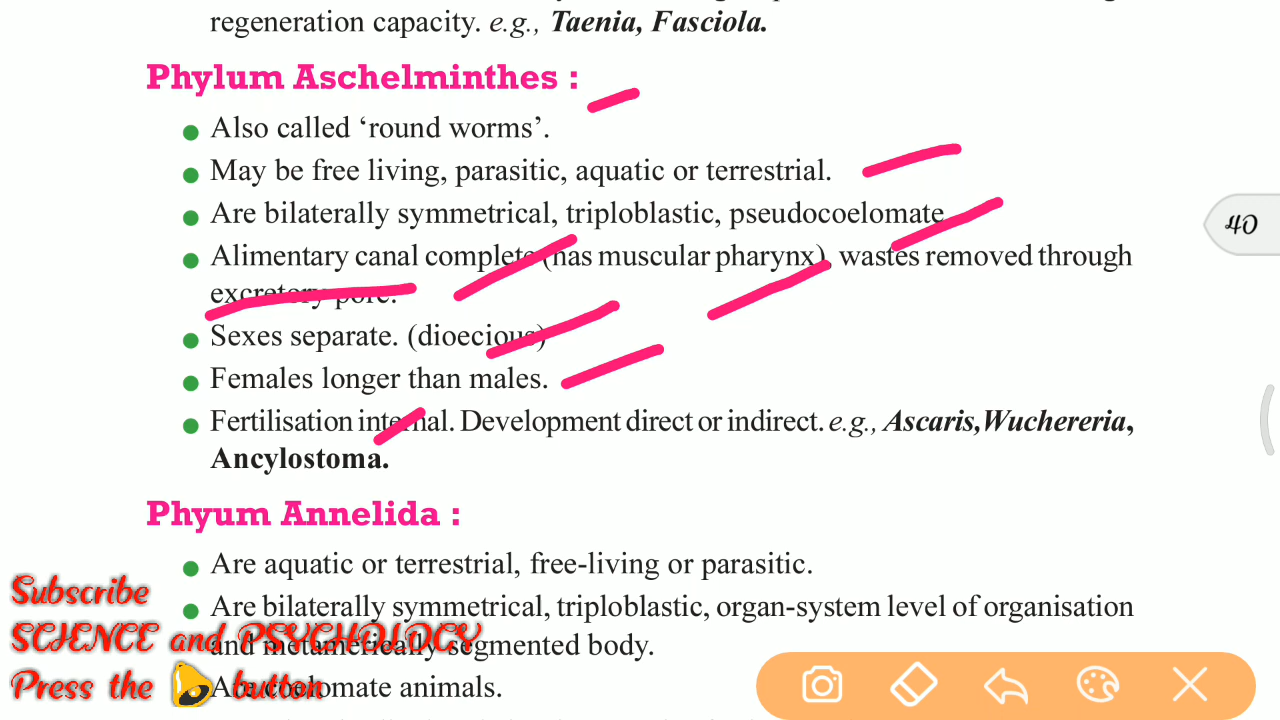 regeneration capacity. e.g., Taenia, Fasciola.
Phylum Aschelminthes :
Also called ‘round worms’.
May be free living, parasitic, aquatic or terrestrial.
Are bilaterally symmetrical, triploblastic, pseudocoelomate
Alimentary canal complete (has muscular pharynx), wastes removed through
excretory pore.
Sexes separate. (dioecious)
Females longer than males.
Fertilisation internal. Development direct or indirect. e.g., Ascaris,Wuchereria,
Ancylostoma.
Phyum Annelida :
Are aquatic or terrestrial, free-living or parasitic.
Are bilaterally symmetrical, triploblastic, organ-system level of organisation
and metamerically segmented body.
Are coelomate animals.
40
Subscribe
SCIENCE and PSYCHOLOGY
Press the button